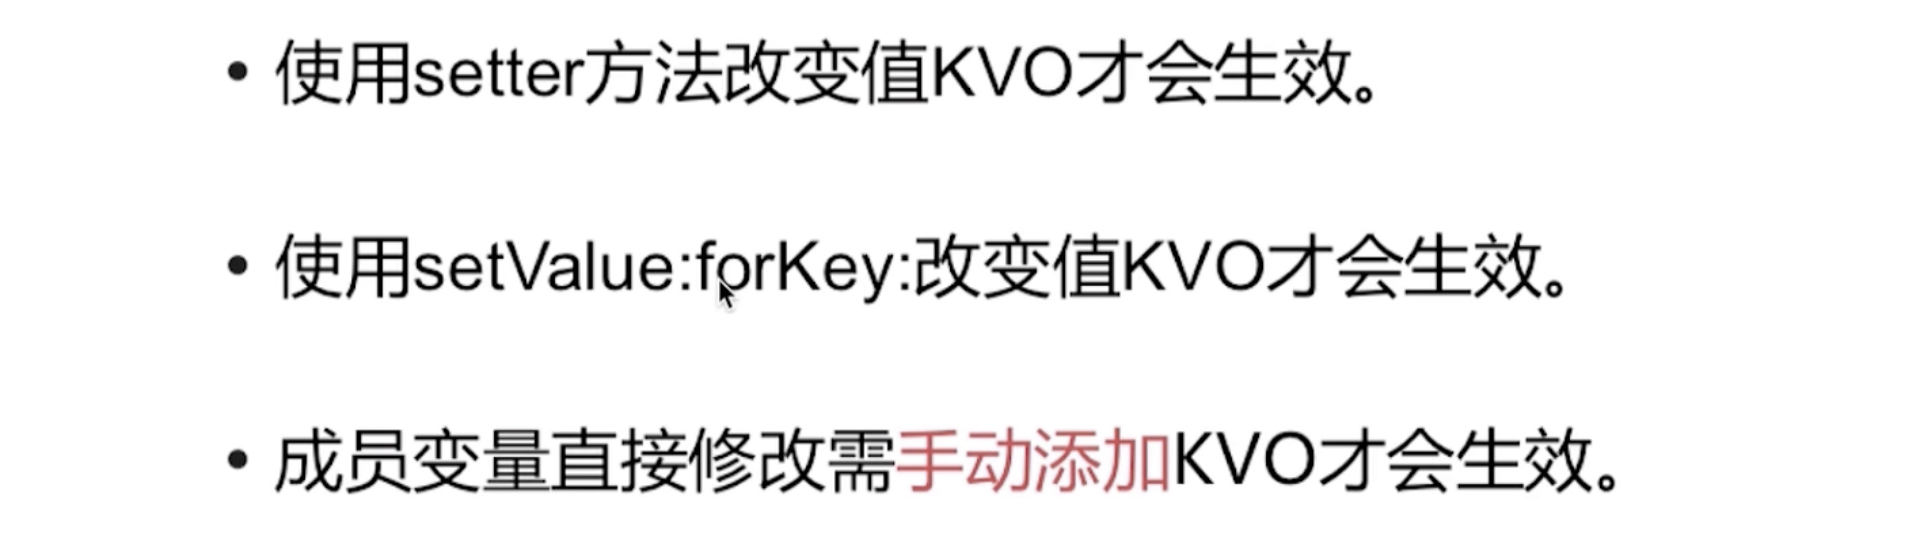 • 使用setter方法改变值KVO才会生效。
• 使用setValue:forKey:改变值KVO才会生效。
• 成员变量直接修改需手动添加KVO才会生效。